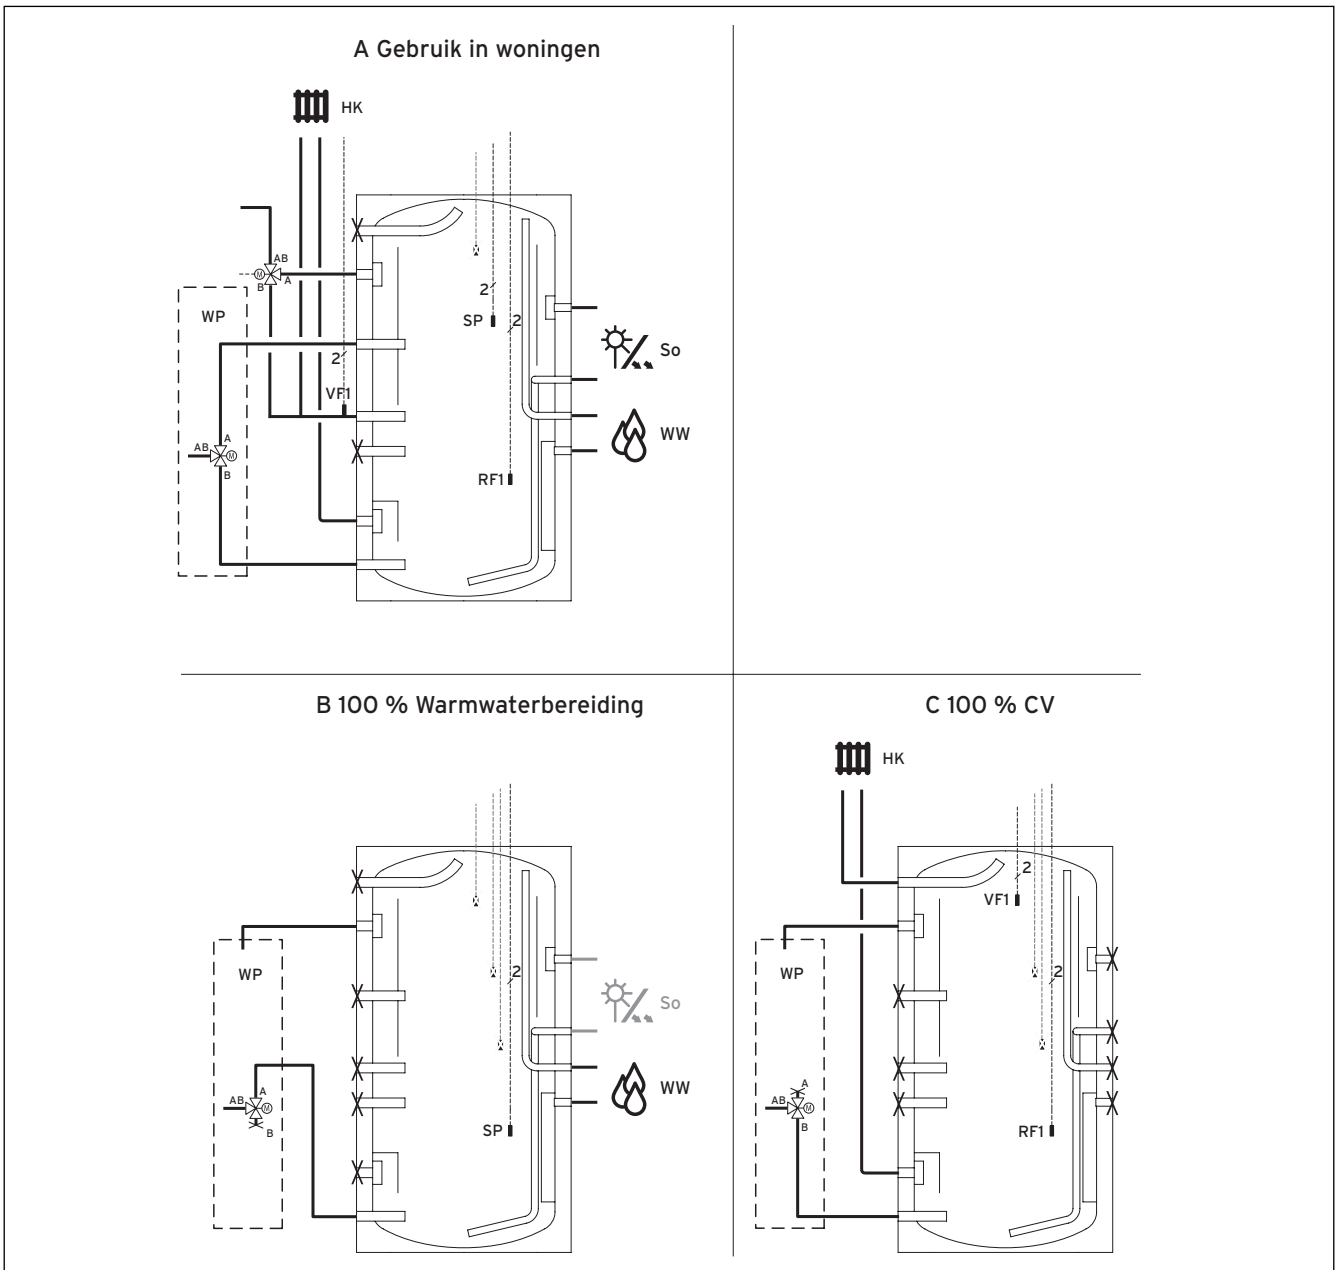 A Gebruik in woningen
HK
AB
M
A
B
WP
2
SP
2
So
2
VF1
A
AB
M
WW
B
RF1
B 100 % Warmwaterbereiding
C 100 % CV
HK
2
VF1
WP
2
So
A
AB
M
B
WW
SP
WP
2
A
AB
M
B
RF1